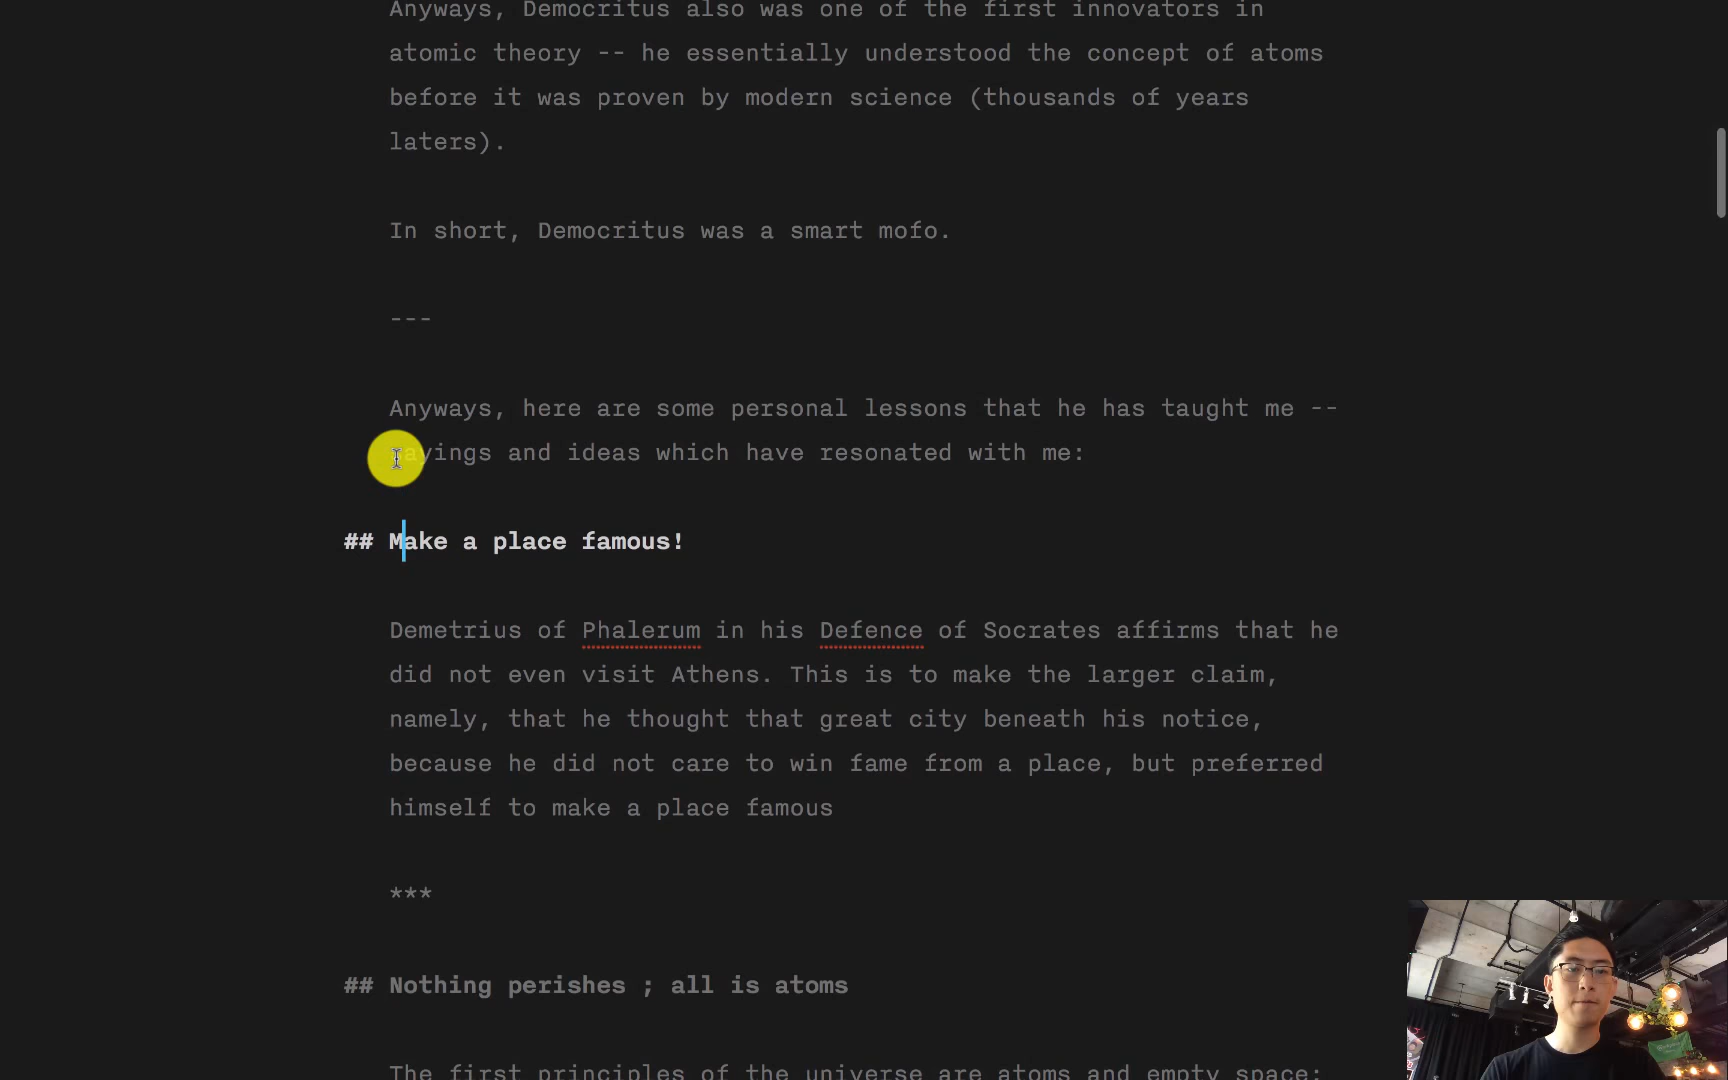 Anyways, Democritus also was one of the first innovators in
atomic theory -- he essentially understood the concept of atoms
before it was proven by modern science (thousands of years
laters).
In short, Democritus was a smart mofo.
---
Anyways, here are some personal lessons that he has taught me --
sayings and ideas which have resonated with me:
## Make a place famous!
Demetrius of Phalerum in his Defence of Socrates affirms that he
did not even visit Athens. This is to make the larger claim,
namely, that he thought that great city beneath his notice,
because he did not care to win fame from a place, but preferred
himself to make a place famous
***
## Nothing perishes ; all is atoms
The first principles of the universe are atoms and empty space;